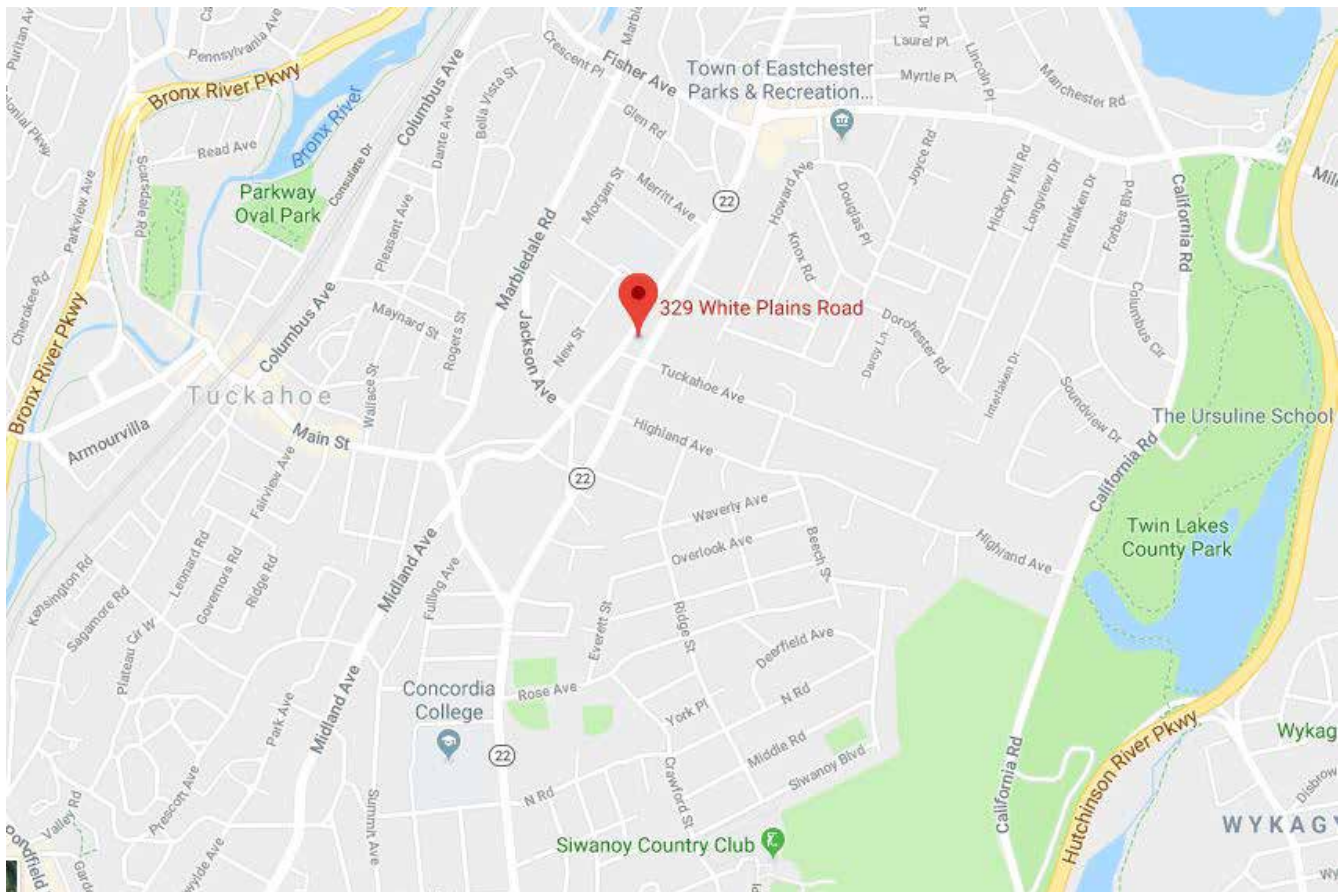 Pennsylvania Ave
Bronx River Pkwy
Bronx River
Columbus Ave
Dante Ave
Bella Vista St
Crescent Pl
Fisher Ave
Glen Rd
Town of Eastchester
Parks & Recreation...
Laurel Pl
Myrtle Pl
Lincoln Pl
Manchester Rd
Read Ave
Scarsdale Rd
Parkview Ave
Parkway
Oval Park
Consulate Dr
Pleasant Ave
Morgan St
Merritt Ave
22
Howard Ave
Douglas Pl
Joyce Rd
Hickory Hill Rd
Longview Dr
Interlaken Dr
Forbes Blvd
California Rd
Knox Rd
Cherokee Rd
Bronx River Pkwy
Columbus Ave
Maynard St
Rogers St
Marbledale Rd
Jackson Ave
New St
329 White Plains Road
Dorchester Rd
Darcy Ln
Columbus Cir
Interlaken Dr
Soundview Dr
Tuckahoe
Wallace St
Main St
Armourvilla
Tuckahoe Ave
Highland Ave
The Ursuline School
California Rd
22
Fairview Ave
Waverly Ave
Overlook Ave
Beech St
Highland Ave
Twin Lakes
County Park
Kensington Rd
Sagamore Rd
Leonard Rd
Governors Rd
Ridge Rd
Plateau Cir W
Midland Ave
Fulling Ave
Everett St
Ridge St
Deerfield Ave
Concordia
College
Rose Ave
N Rd
York Pl
Middle Rd
Siwanoy Blvd
Park Ave
Midland Ave
22
Crawford St
N Rd
California Rd
Hutchinson River Pkwy
Prescott Ave
Valley Rd
Summit Ave
Siwanoy Country Club